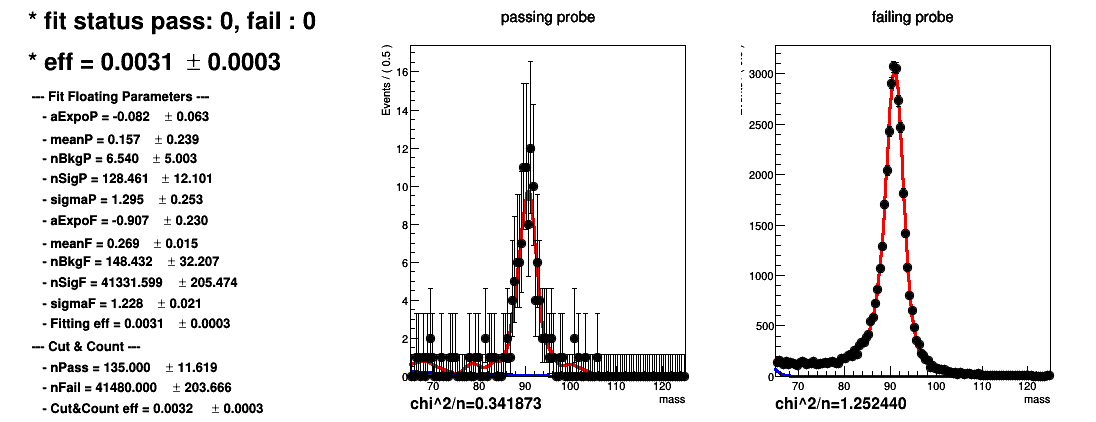 * fit status pass: 0, fail : 0
* eff = 0.0031 ± 0.0003
--- Fit Floating Parameters ---
- aExpoP = -0.082 ± 0.063
- meanP = 0.157 ± 0.239
- nBkgP = 6.540 ± 5.003
- nSigP = 128.461 ± 12.101
- sigmaP = 1.295 ± 0.253
- aExpoF = -0.907 ± 0.230
- meanF = 0.269 ± 0.015
- nBkgF = 148.432 ± 32.207
- nSigF = 41331.599 ± 205.474
- sigmaF = 1.228 ± 0.021
- Fitting eff = 0.0031 ± 0.0003
--- Cut & Count ---
- nPass = 135.000 ± 11.619
- nFail = 41480.000 ± 203.666
- Cut&Count eff = 0.0032 ± 0.0003
passing probe
Events / ( 0.5 )
16
14
12
10
8
6
4
2
0
70 80 90 100 110 120
mass
chi^2/n=0.341873
failing probe
3000
2500
2000
1500
1000
500
0
70 80 90 100 110 120
mass
chi^2/n=1.252440